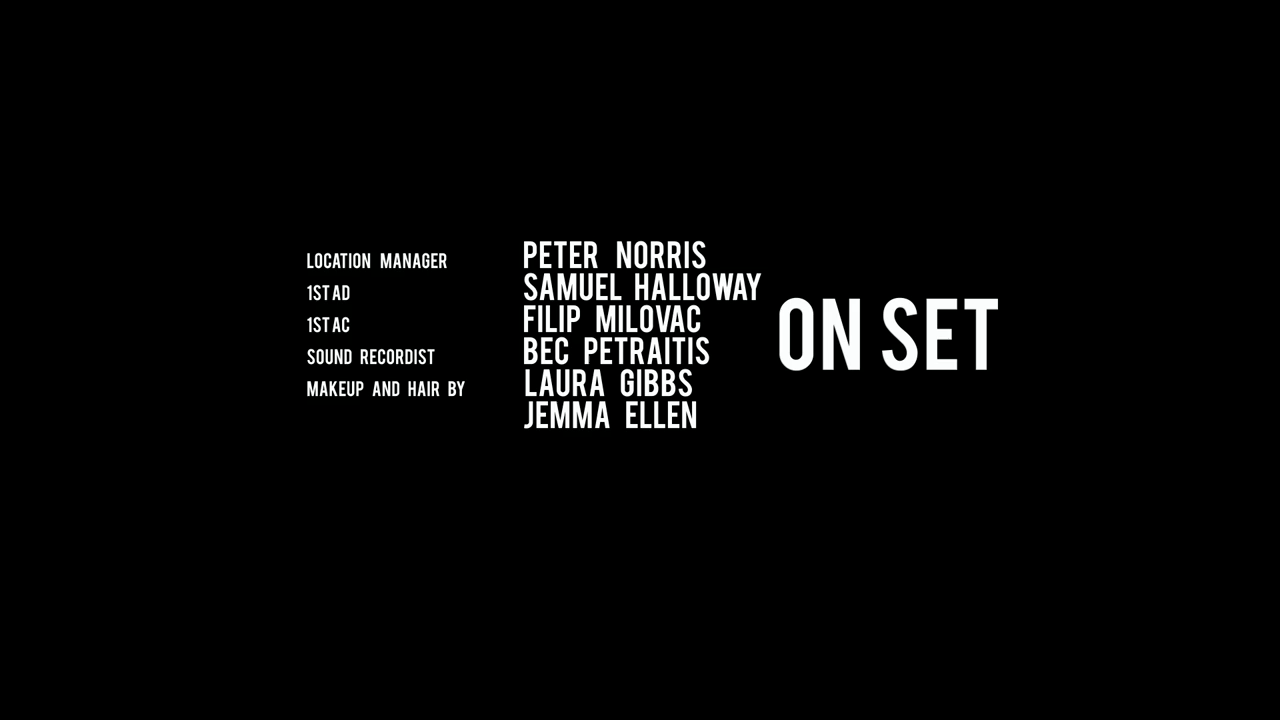 LOCATION MANAGER PETER NORRIS
1ST AD SAMUEL HALLOWAY
1ST AC FILIP MILOVAC
SOUND RECORDIST BEC PETRAITIS
MAKEUP AND HAIR BY LAURA GIBBS
JEMMA ELLEN
ON SET